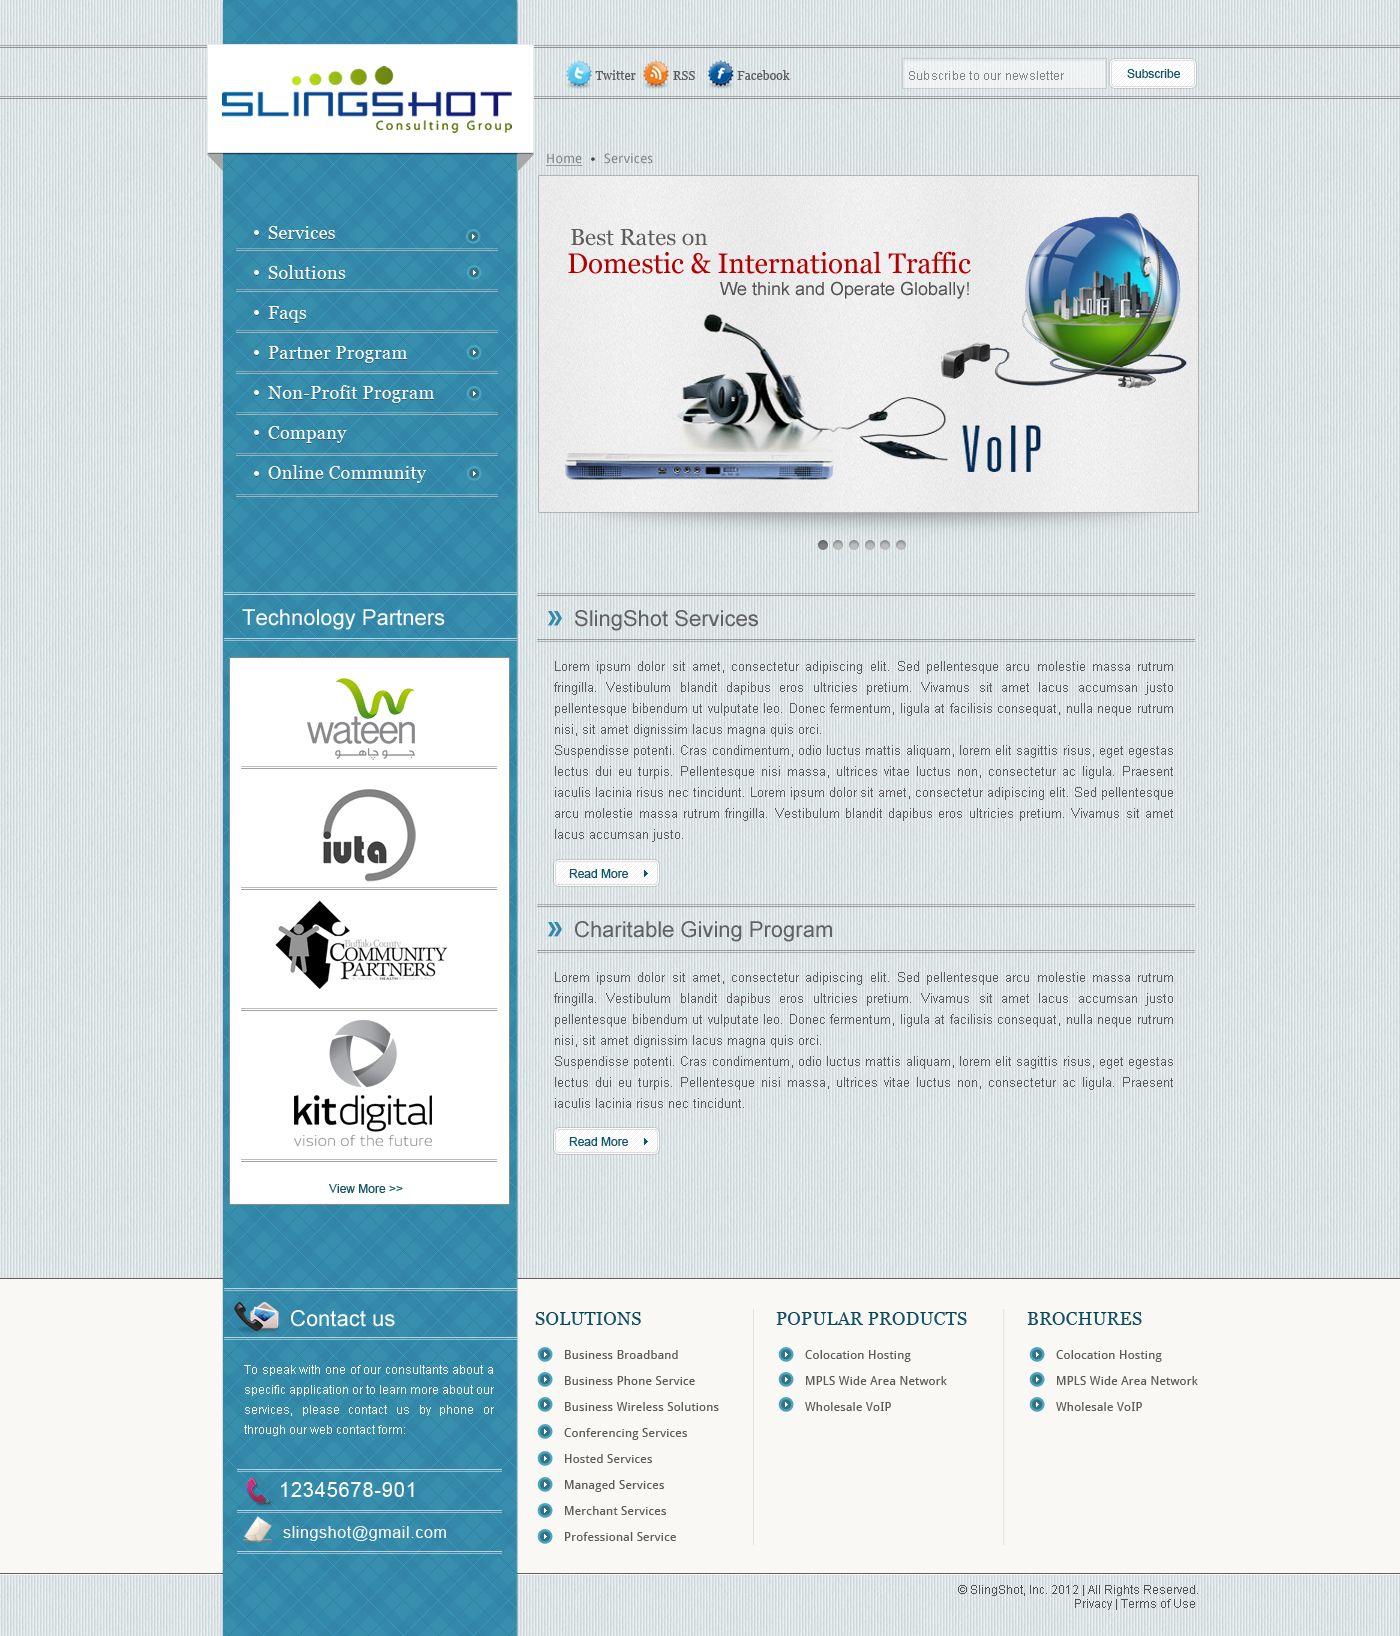 SLINGSHOT
Consulting Group
Twitter
RSS
Facebook
Subscribe to our newsletter
Subscribe
Home • Services
• Services
• Solutions
• Faqs
• Partner Program
• Non-Profit Program
• Company
• Online Community
Best Rates on
Domestic & International Traffic
We think and Operate Globally!
VoIP
Technology Partners
wateen
جو چاہو
iuta
Buffalo County
COMMUNITY
PARTNERS
kitdigital
vision of the future
View More >>
SlingShot Services
Lorem ipsum dolor sit amet, consectetur adipiscing elit. Sed pellentesque arcu molestie massa rutrum
fringilla. Vestibulum blandit dapibus eros ultricies pretium. Vivamus sit amet lacus accumsan justo
pellentesque bibendum ut vulputate leo. Donec fermentum, ligula at facilisis consequat, nulla neque rutrum
nisi, sit amet dignissim lacus magna quis orci.
Suspendisse potenti. Cras condimentum, odio luctus mattis aliquam, lorem elit sagittis risus, eget egestas
lectus dui eu turpis. Pellentesque nisi massa, ultrices vitae luctus non, consectetur ac ligula. Praesent
iaculis lacinia risus nec tincidunt. Lorem ipsum dolor sit amet, consectetur adipiscing elit. Sed pellentesque
arcu molestie massa rutrum fringilla. Vestibulum blandit dapibus eros ultricies pretium. Vivamus sit amet
lacus accumsan justo.
Read More
Charitable Giving Program
Lorem ipsum dolor sit amet, consectetur adipiscing elit. Sed pellentesque arcu molestie massa rutrum
fringilla. Vestibulum blandit dapibus eros ultricies pretium. Vivamus sit amet lacus accumsan justo
pellentesque bibendum ut vulputate leo. Donec fermentum, ligula at facilisis consequat, nulla neque rutrum
nisi, sit amet dignissim lacus magna quis orci.
Suspendisse potenti. Cras condimentum, odio luctus mattis aliquam, lorem elit sagittis risus, eget egestas
lectus dui eu turpis. Pellentesque nisi massa, ultrices vitae luctus non, consectetur ac ligula. Praesent
iaculis lacinia risus nec tincidunt.
Read More
Contact us
To speak with one of our consultants about a
specific application or to learn more about our
services, please contact us by phone or
through our web contact form:
12345678-901
slingshot@gmail.com
SOLUTIONS
Business Broadband
Business Phone Service
Business Wireless Solutions
Conferencing Services
Hosted Services
Managed Services
Merchant Services
Professional Service
POPULAR PRODUCTS
Colocation Hosting
MPLS Wide Area Network
Wholesale VoIP
BROCHURES
Colocation Hosting
MPLS Wide Area Network
Wholesale VoIP
© SlingShot, Inc. 2012 | All Rights Reserved.
Privacy | Terms of Use